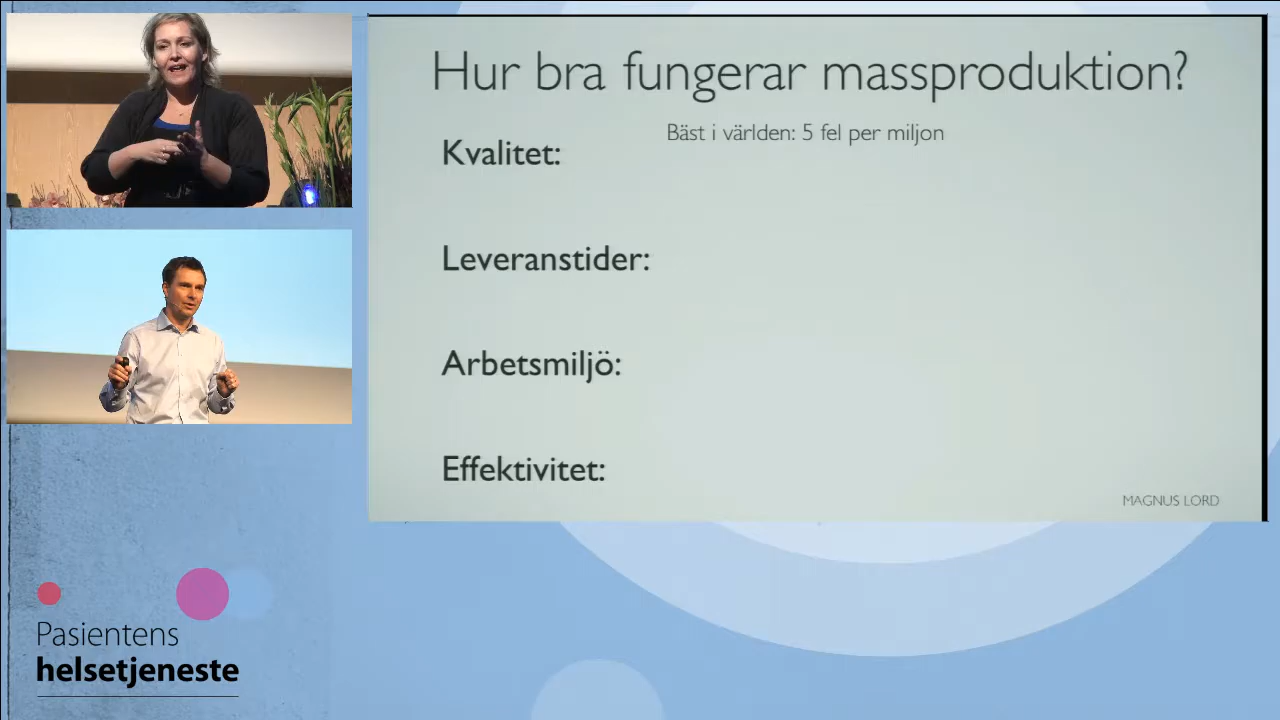 Hur bra fungerar massproduktion?
Bäst i världen: 5 fel per miljon
Kvalitet:
Leveranstider:
Arbetsmiljö:
Effektivitet:
MAGNUS LORD
Pasientens
helsetjeneste